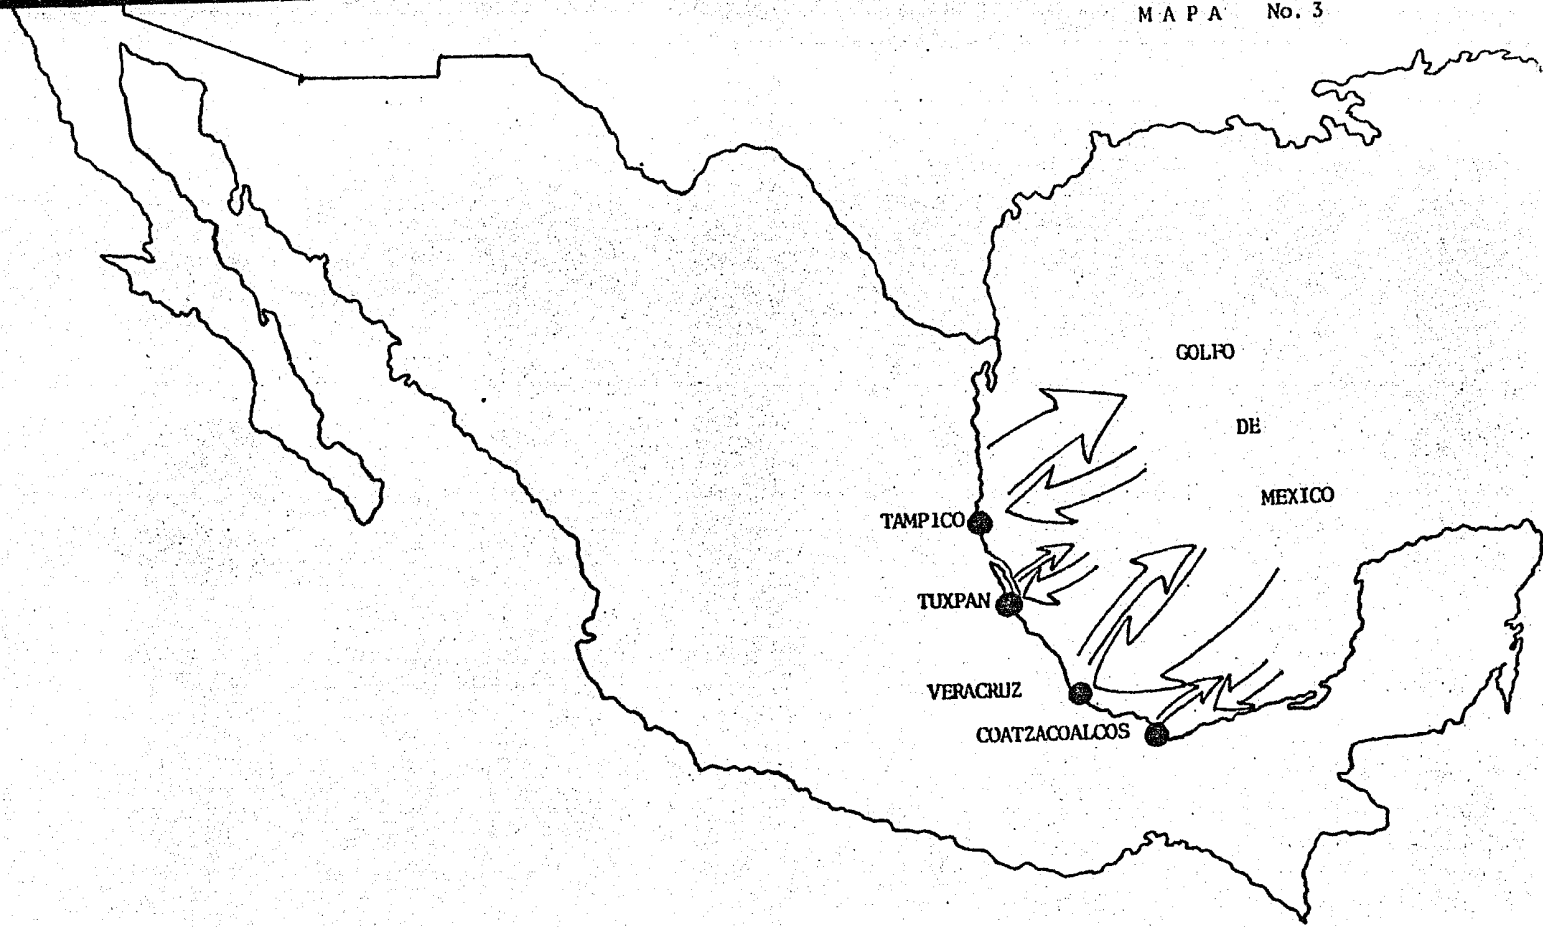 MAPA No. 3
GOLFO
DE
MEXICO
TAMPICO
TUXPAN
VERACRUZ
COATZACOALCOS